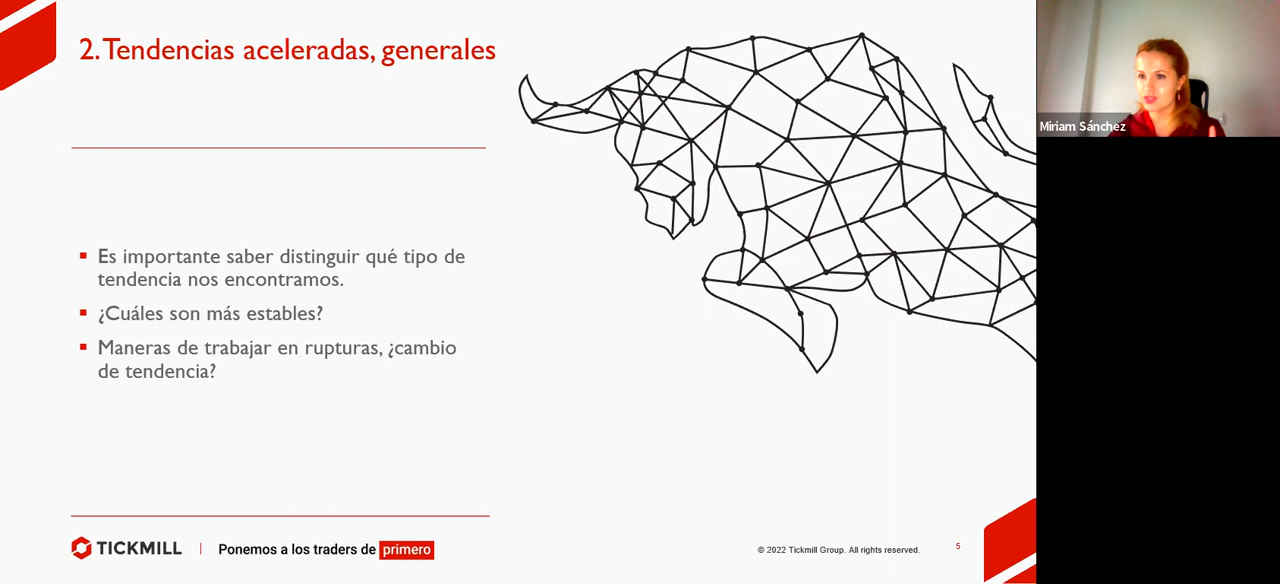 2. Tendencias aceleradas, generales
Miriam Sánchez
▪ Es importante saber distinguir qué tipo de
tendencia nos encontramos.
▪ ¿Cuáles son más estables?
▪ Maneras de trabajar en rupturas, ¿cambio
de tendencia?
TICKMILL | Ponemos a los traders de primero
© 2022 Tickmill Group. All rights reserved.
5